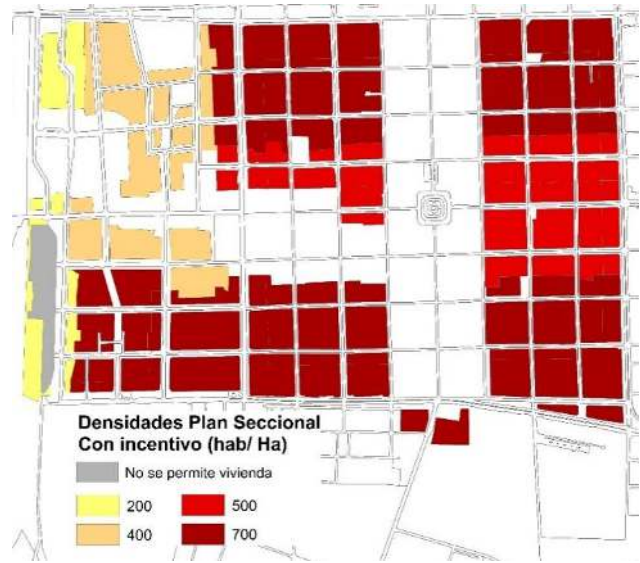 Densidades Plan Seccional
Con incentivo (hab/ Ha)
No se permite vivienda
200
500
400
700